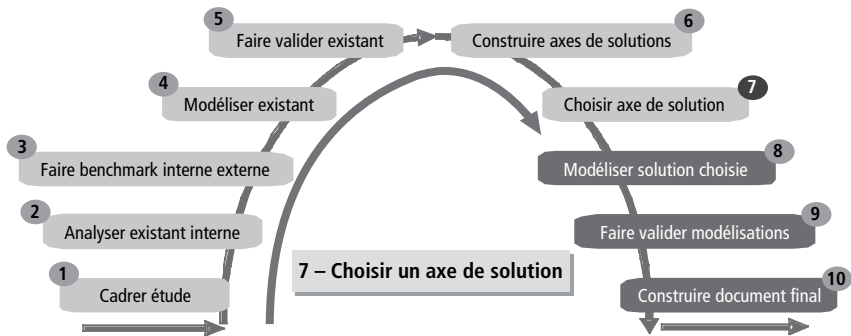 5
Faire valider existant
6
Construire axes de solutions
4
Modéliser existant
7
Choisir axe de solution
3
Faire benchmark interne externe
8
Modéliser solution choisie
2
Analyser existant interne
9
Faire valider modélisations
1
Cadrer étude
7 – Choisir un axe de solution
10
Construire document final